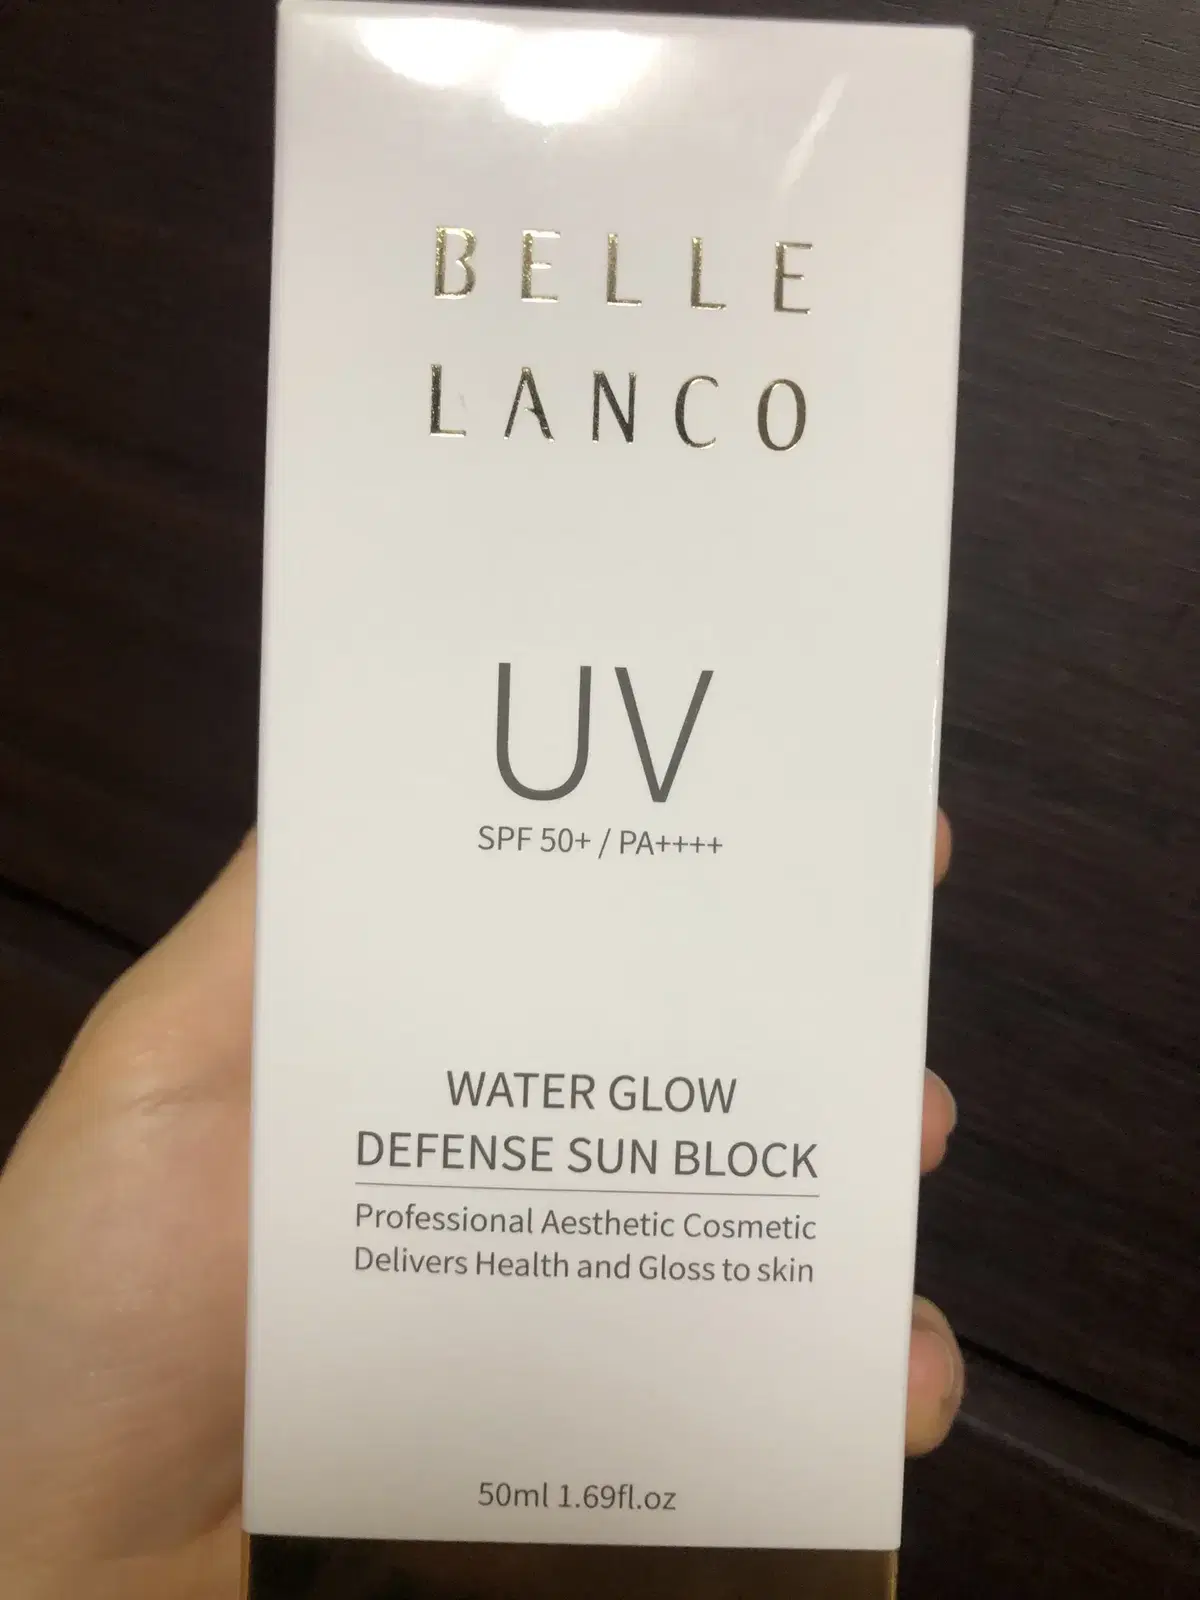 BELLE
LANCO
UV
SPF 50+ / PA++++
WATER GLOW
DEFENSE SUN BLOCK
Professional Aesthetic Cosmetic
Delivers Health and Gloss to skin
50ml 1.69fl.oz